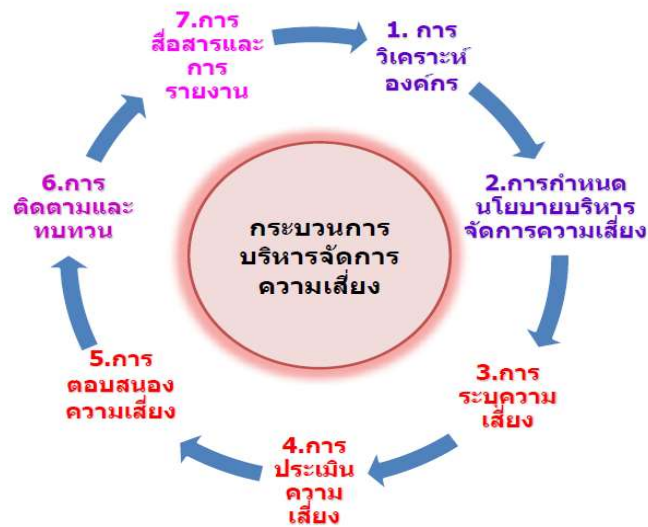 กระบวนการ
บริหารจัดการ
ความเสี่ยง
1. การ
วิเคราะห์
องค์กร
2.การกำหนด
นโยบายบริหาร
จัดการความเสี่ยง
3.การ
ระบุความ
เสี่ยง
4.การ
ประเมิน
ความ
เสี่ยง
5.การ
ตอบสนอง
ความเสี่ยง
6.การ
ติดตามและ
ทบทวน
7.การ
สื่อสารและ
การ
รายงาน